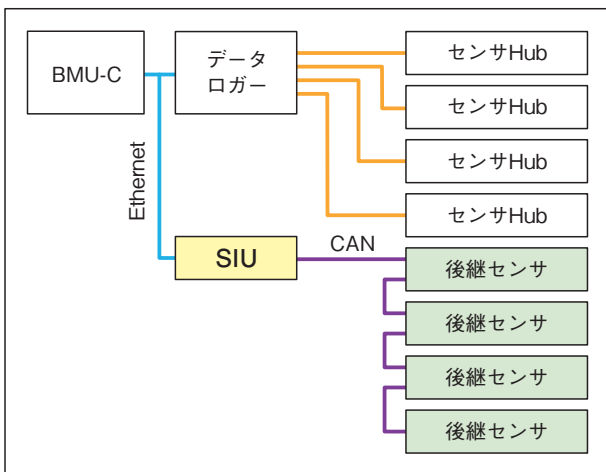 BMU-C
データ
ロガー
センサHub
センサHub
センサHub
センサHub
Ethernet
SIU
CAN
後継センサ
後継センサ
後継センサ
後継センサ